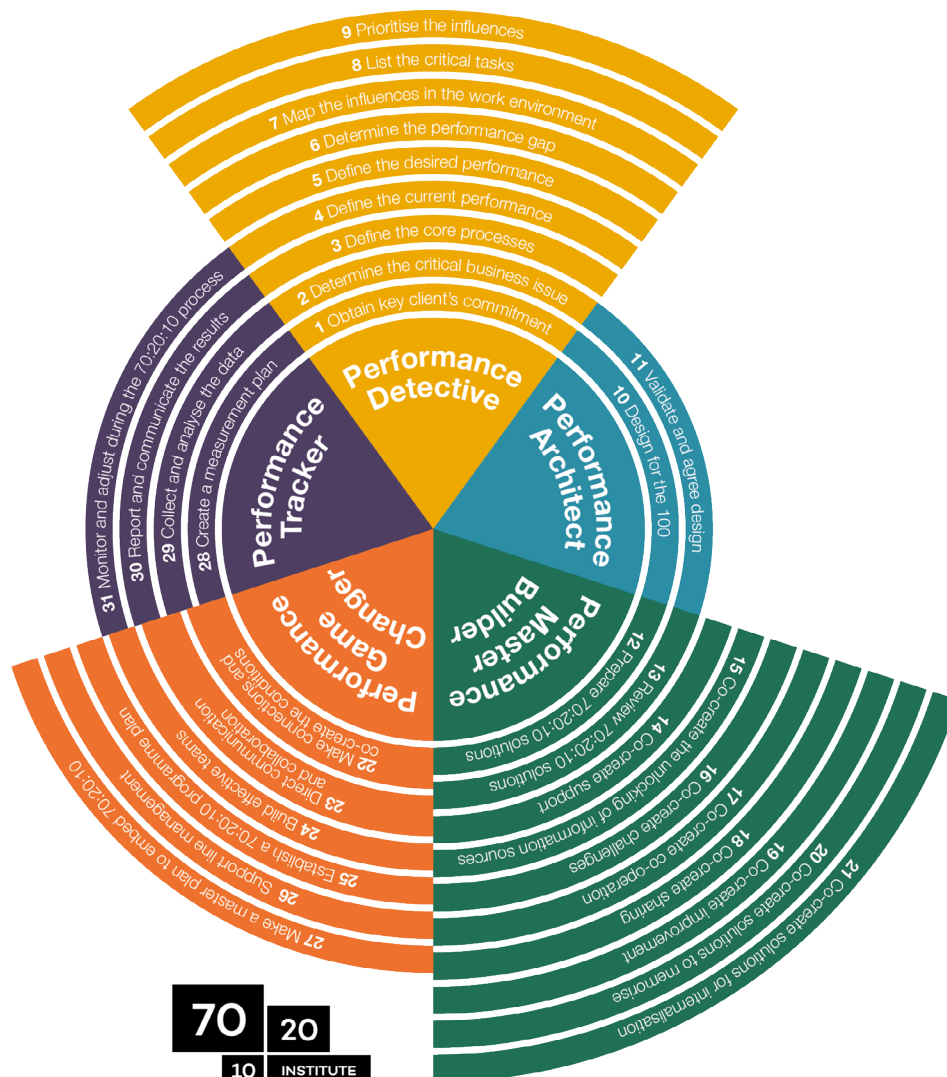 9 Prioritise the influences
8 List the critical tasks
7 Map the influences in the work environment
6 Determine the performance gap
5 Define the desired performance
4 Define the current performance
3 Define the core processes
2 Determine the critical business issue
1 Obtain key client's commitment
Performance
Detective
11 Validate and agree design
10 Design for the 100
Performance
Architect
Performance
Master
Builder
12 Prepare 70:20:10 solutions
13 Review 70:20:10 solutions
14 Co-create support
15 Co-create the unlocking of information sources
16 Co-create challenges
17 Co-create co-operation
18 Co-create sharing
19 Co-create improvement
20 Co-create solutions to memorise
21 Co-create solutions for internalisation
Performance
Game
Changer
22 Make connections and
co-create the conditions
23 Direct communication
and collaboration
24 Build effective teams
25 Establish a 70:20:10 programme plan
26 Support line management
27 Make a master plan to embed 70:20:10
Performance
Tracker
28 Create a measurement plan
29 Collect and analyse the data
30 Report and communicate the results
31 Monitor and adjust during the 70:20:10 process
70
20
10
INSTITUTE